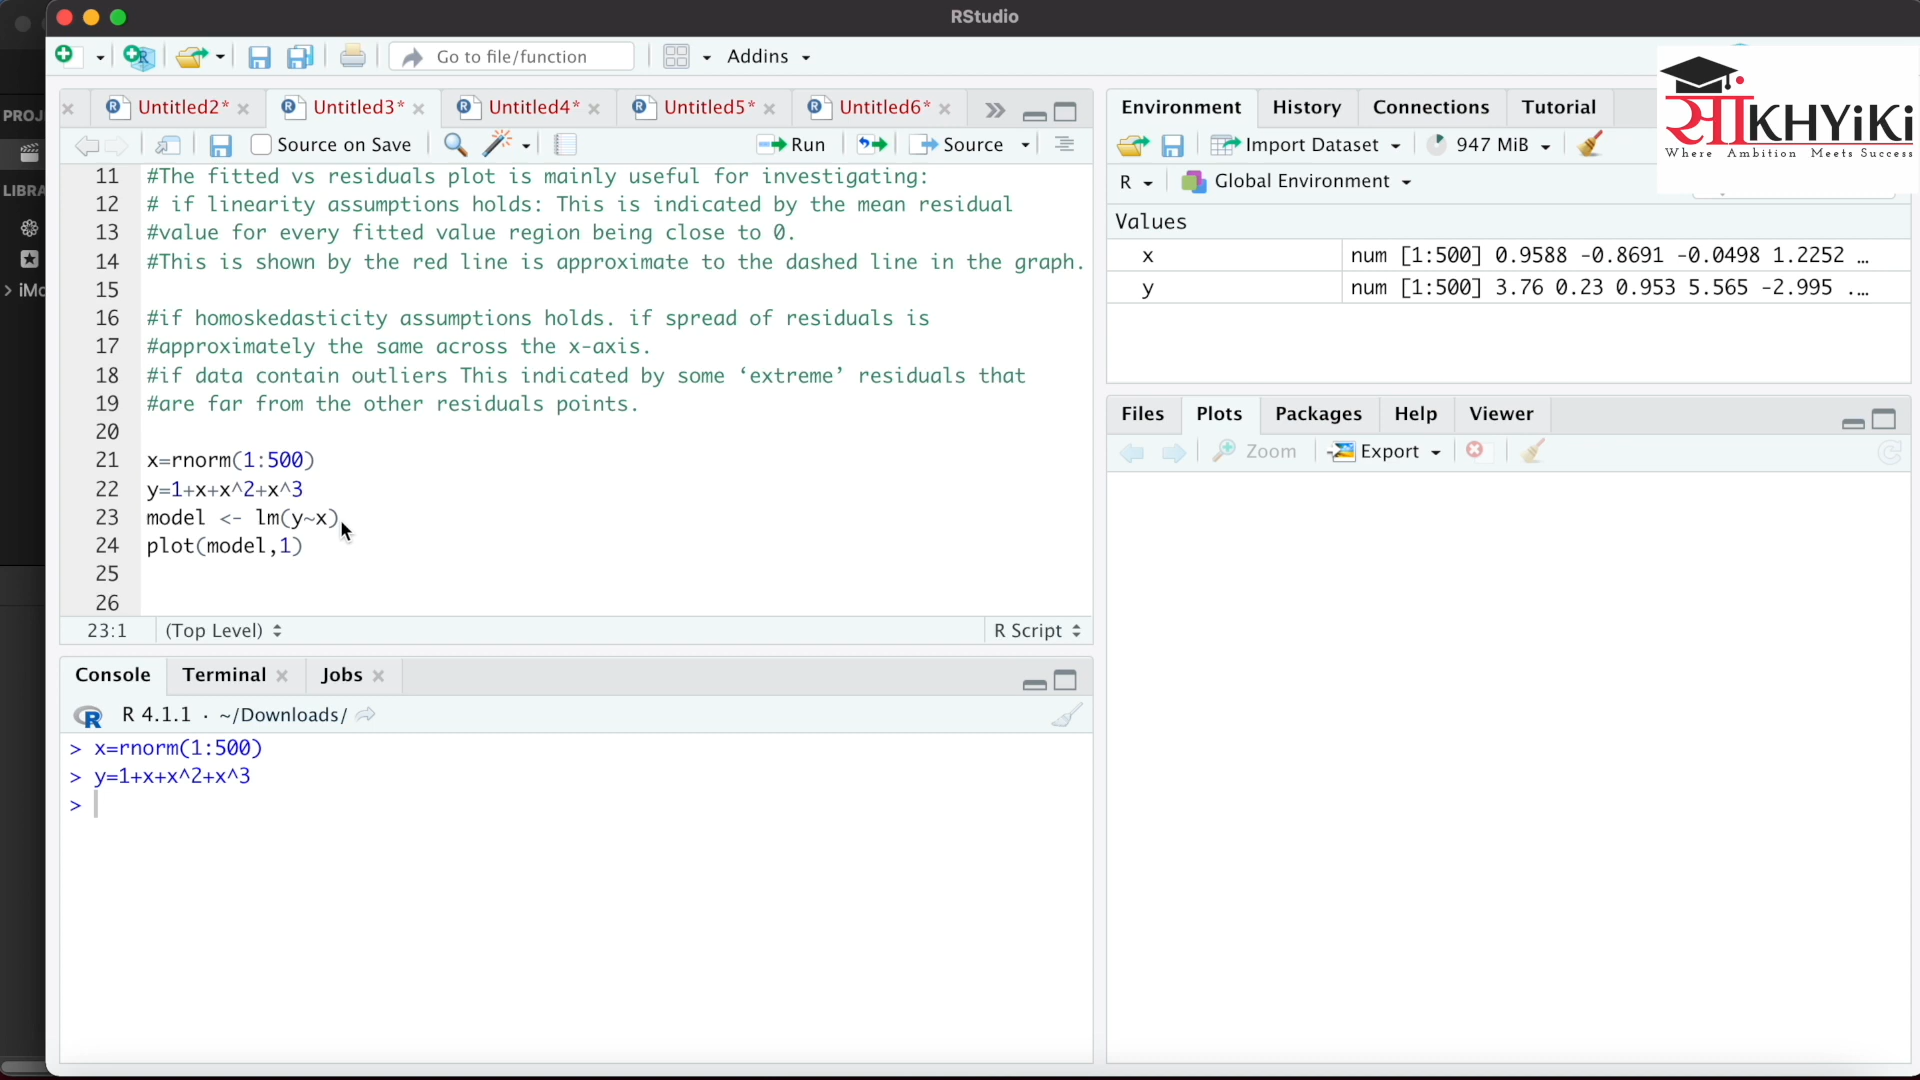 RStudio
Go to file/function
Addins
Untitled2*
Untitled3*
Untitled4*
Untitled5*
Untitled6*
Source on Save
Run
Source
11 #The fitted vs residuals plot is mainly useful for investigating:
12 # if linearity assumptions holds: This is indicated by the mean residual
13 #value for every fitted value region being close to 0.
14 #This is shown by the red line is approximate to the dashed line in the graph.
15
16 #if homoskedasticity assumptions holds. if spread of residuals is
17 #approximately the same across the x-axis.
18 #if data contain outliers This indicated by some ‘extreme’ residuals that
19 #are far from the other residuals points.
20
21 x=rnorm(1:500)
22 y=1+x+x^2+x^3
23 model <- lm(y~x)
24 plot(model,1)
25
26
23:1 (Top Level) R Script
Console Terminal Jobs
R 4.1.1 · ~/Downloads/
> x=rnorm(1:500)
> y=1+x+x^2+x^3
>
Environment History Connections Tutorial
Import Dataset 947 MiB
R Global Environment
Values
x num [1:500] 0.9588 -0.8691 -0.0498 1.2252 …
y num [1:500] 3.76 0.23 0.953 5.565 -2.995 ...
Files Plots Packages Help Viewer
Zoom Export
सांKHYiKi
Where Ambition Meets Success
PROJ
LIBRA
> iMo